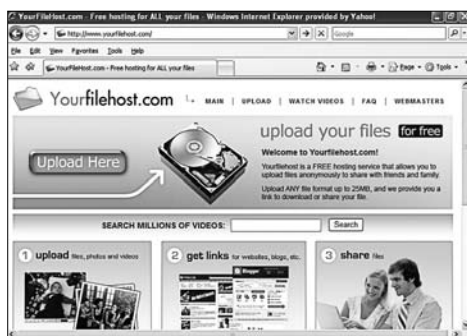 YourFileHost.com - Free hosting for ALL your files - Windows Internet Explorer provided by Yahoo!
http://www.yourfilehost.com/
Google
File Edit View Favorites Tools Help
YourFileHost.com - Free hosting for ALL your files
Page Tools
Yourfilehost.com
MAIN | UPLOAD | WATCH VIDEOS | FAQ | WEBMASTERS
Upload Here
upload your files for free
Welcome to Yourfilehost.com!
Yourfilehost is a FREE hosting service that allows you to
upload files anonymously to share with friends and family.
Upload ANY file format up to 25MB, and we provide you a
link to download or share your file.
SEARCH MILLIONS OF VIDEOS: Search
1 upload files, photos and videos
2 get links for websites, blogs, etc.
3 share files
Blogger